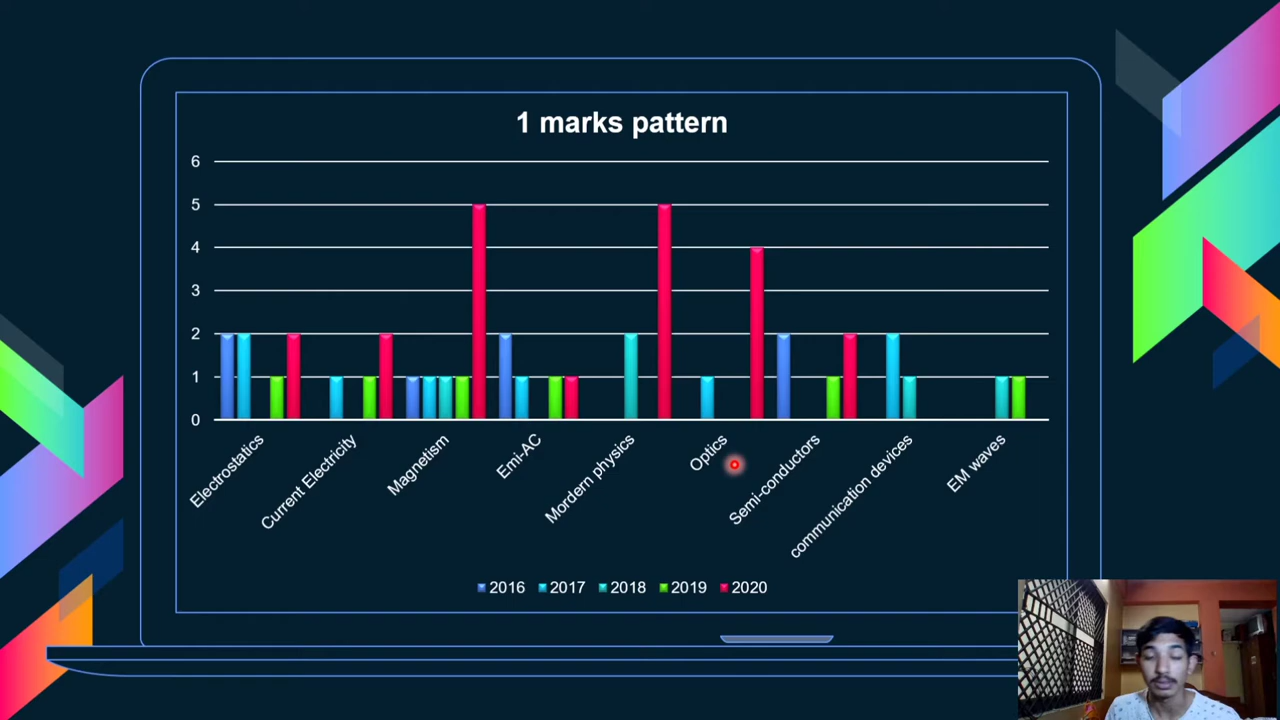 1 marks pattern
6
5
4
3
2
1
0
Electrostatics
Current Electricity
Magnetism
Emi-AC
Mordern physics
Optics
Semi-conductors
communication devices
EM waves
2016 2017 2018 2019 2020